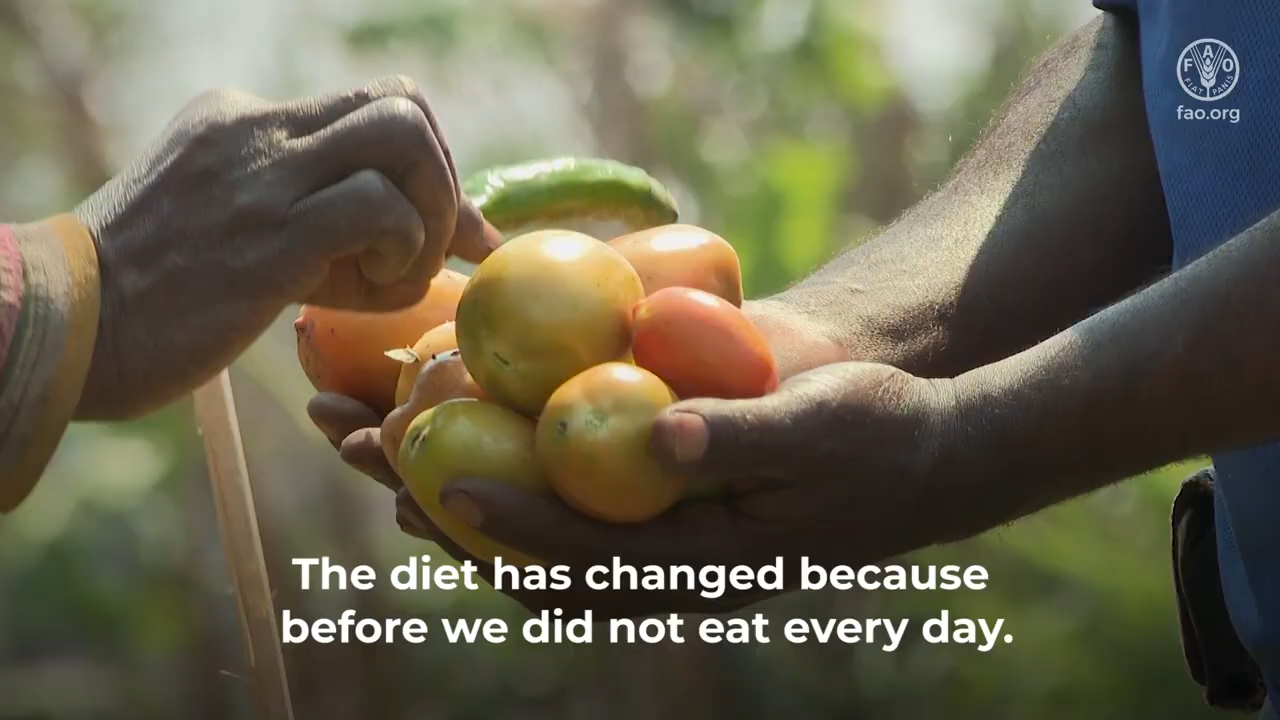 F A O
FIAT PANIS
fao.org
The diet has changed because
before we did not eat every day.